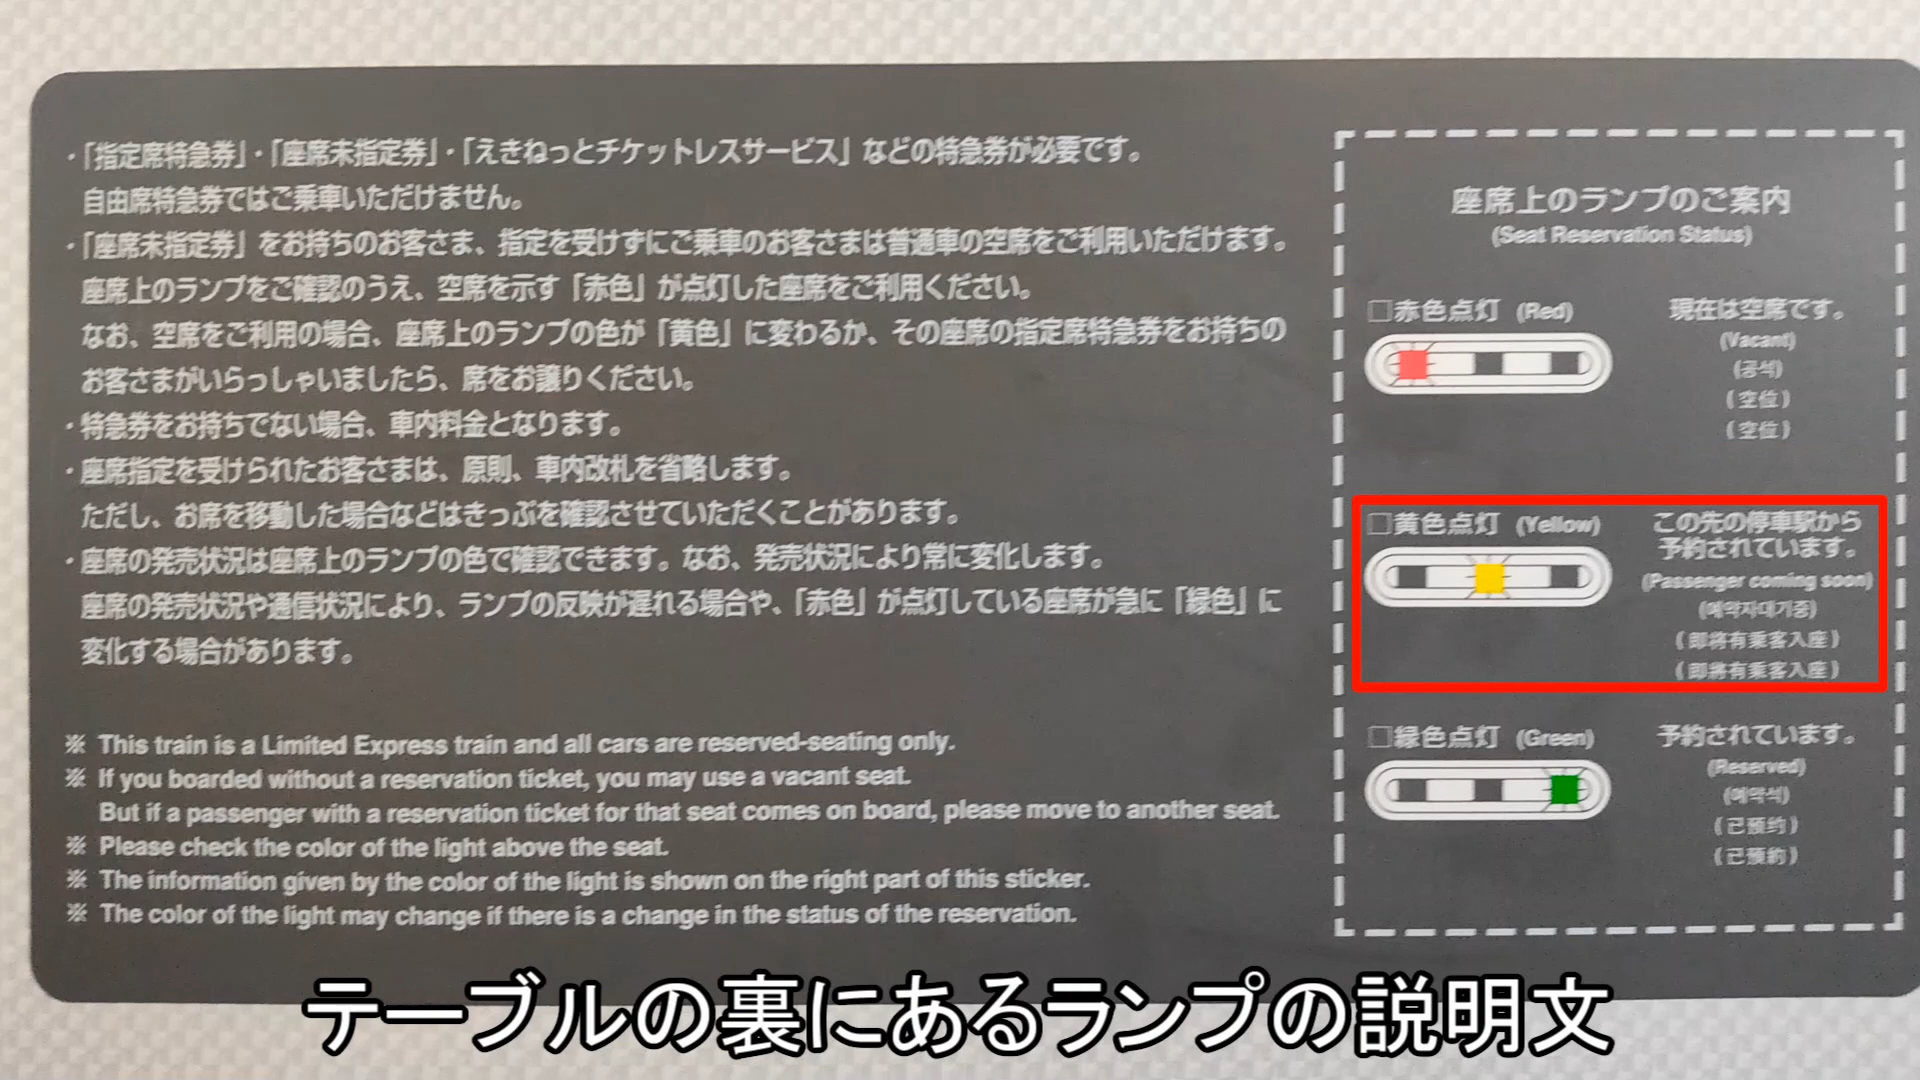 ・「指定席特急券」・「座席未指定券」・「えきねっとチケットレスサービス」などの特急券が必要です。
自由席特急券ではご乗車いただけません。
・「座席未指定券」をお持ちのお客さま、指定を受けずにご乗車のお客さまは普通車の空席をご利用いただけます。
座席上のランプをご確認のうえ、空席を示す「赤色」が点灯した座席をご利用ください。
なお、空席をご利用の場合、座席上のランプの色が「黄色」に変わるか、その座席の指定席特急券をお持ちの
お客さまがいらっしゃいましたら、席をお譲りください。
・特急券をお持ちでない場合、車内料金となります。
・座席指定を受けられたお客さまは、原則、車内改札を省略します。
ただし、お席を移動した場合などはきっぷを確認させていただくことがあります。
・座席の発売状況は座席上のランプの色で確認できます。なお、発売状況により常に変化します。
座席の発売状況や通信状況により、ランプの反映が遅れる場合や、「赤色」が点灯している座席が急に「緑色」に
変化する場合があります。
※ This train is a Limited Express train and all cars are reserved-seating only.
※ If you boarded without a reservation ticket, you may use a vacant seat.
But if a passenger with a reservation ticket for that seat comes on board, please move to another seat.
※ Please check the color of the light above the seat.
※ The information given by the color of the light is shown on the right part of this sticker.
※ The color of the light may change if there is a change in the status of the reservation.
座席上のランプのご案内
(Seat Reservation Status)
□赤色点灯 (Red)
現在は空席です。
(Vacant)
(공석)
(空位)
(空位)
□黄色点灯 (Yellow)
この先の停車駅から
予約されています。
(Passenger coming soon)
(예약자대기중)
(即将有乘客入座)
(即將有乘客入座)
□緑色点灯 (Green)
予約されています。
(Reserved)
(예약석)
(已预约)
(已預約)
テーブルの裏にあるランプの説明文